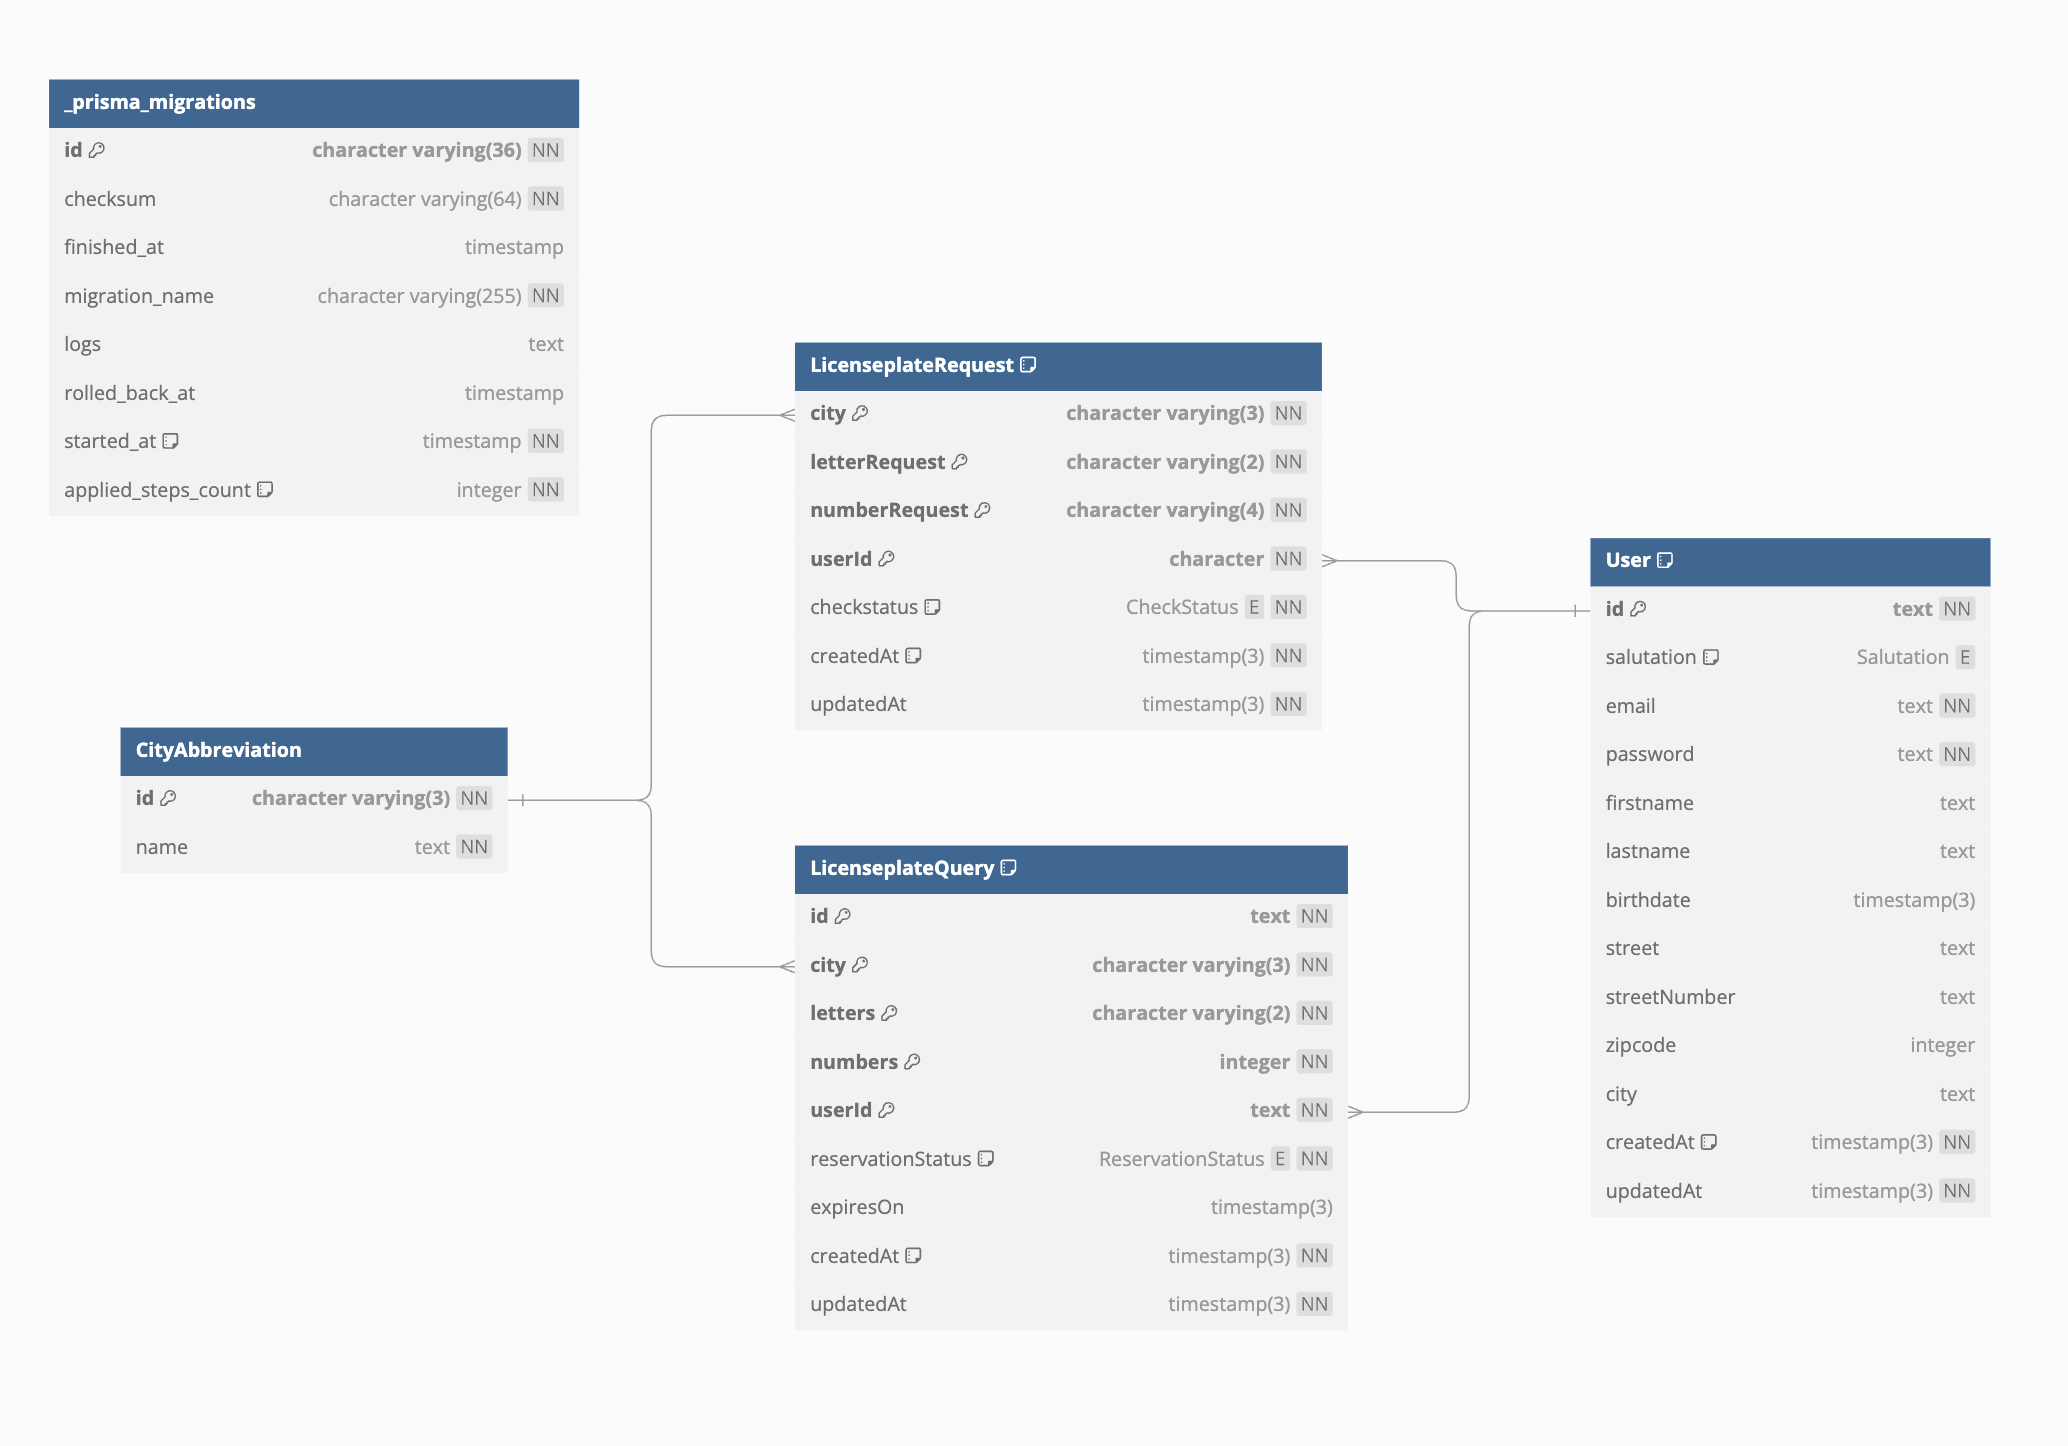 _prisma_migrations
id character varying(36) NN
checksum character varying(64) NN
finished_at timestamp
migration_name character varying(255) NN
logs text
rolled_back_at timestamp
started_at timestamp NN
applied_steps_count integer NN
LicenseplateRequest
city character varying(3) NN
letterRequest character varying(2) NN
numberRequest character varying(4) NN
userId character NN
checkstatus CheckStatus E NN
createdAt timestamp(3) NN
updatedAt timestamp(3) NN
CityAbbreviation
id character varying(3) NN
name text NN
LicenseplateQuery
id text NN
city character varying(3) NN
letters character varying(2) NN
numbers integer NN
userId text NN
reservationStatus ReservationStatus E NN
expiresOn timestamp(3)
createdAt timestamp(3) NN
updatedAt timestamp(3) NN
User
id text NN
salutation Salutation E
email text NN
password text NN
firstname text
lastname text
birthdate timestamp(3)
street text
streetNumber text
zipcode integer
city text
createdAt timestamp(3) NN
updatedAt timestamp(3) NN